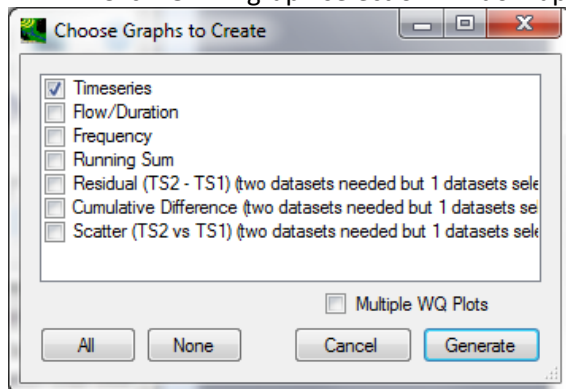 Choose Graphs to Create
Timeseries
Flow/Duration
Frequency
Running Sum
Residual (TS2 - TS1) (two datasets needed but 1 datasets sele
Cumulative Difference (two datasets needed but 1 datasets se
Scatter (TS2 vs TS1) (two datasets needed but 1 datasets sele
Multiple WQ Plots
All None Cancel Generate